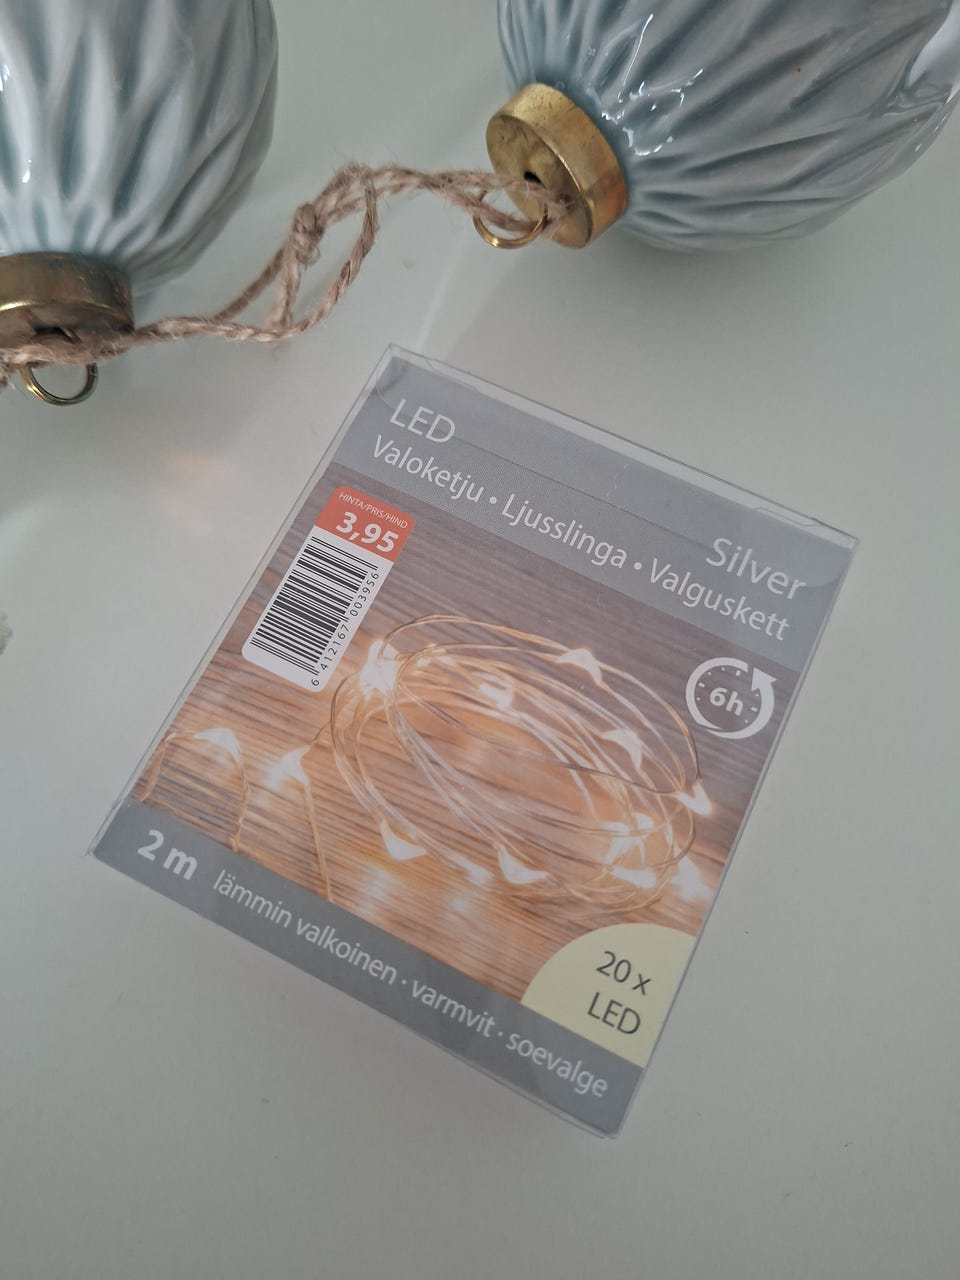 LED
Valoketju • Ljusslinga • Valguskett
Silver
HINTA/PRIS/HIND
3,95
6 412167 003956
6h
20 x
LED
2 m lämmin valkoinen · varmvit · soevalge